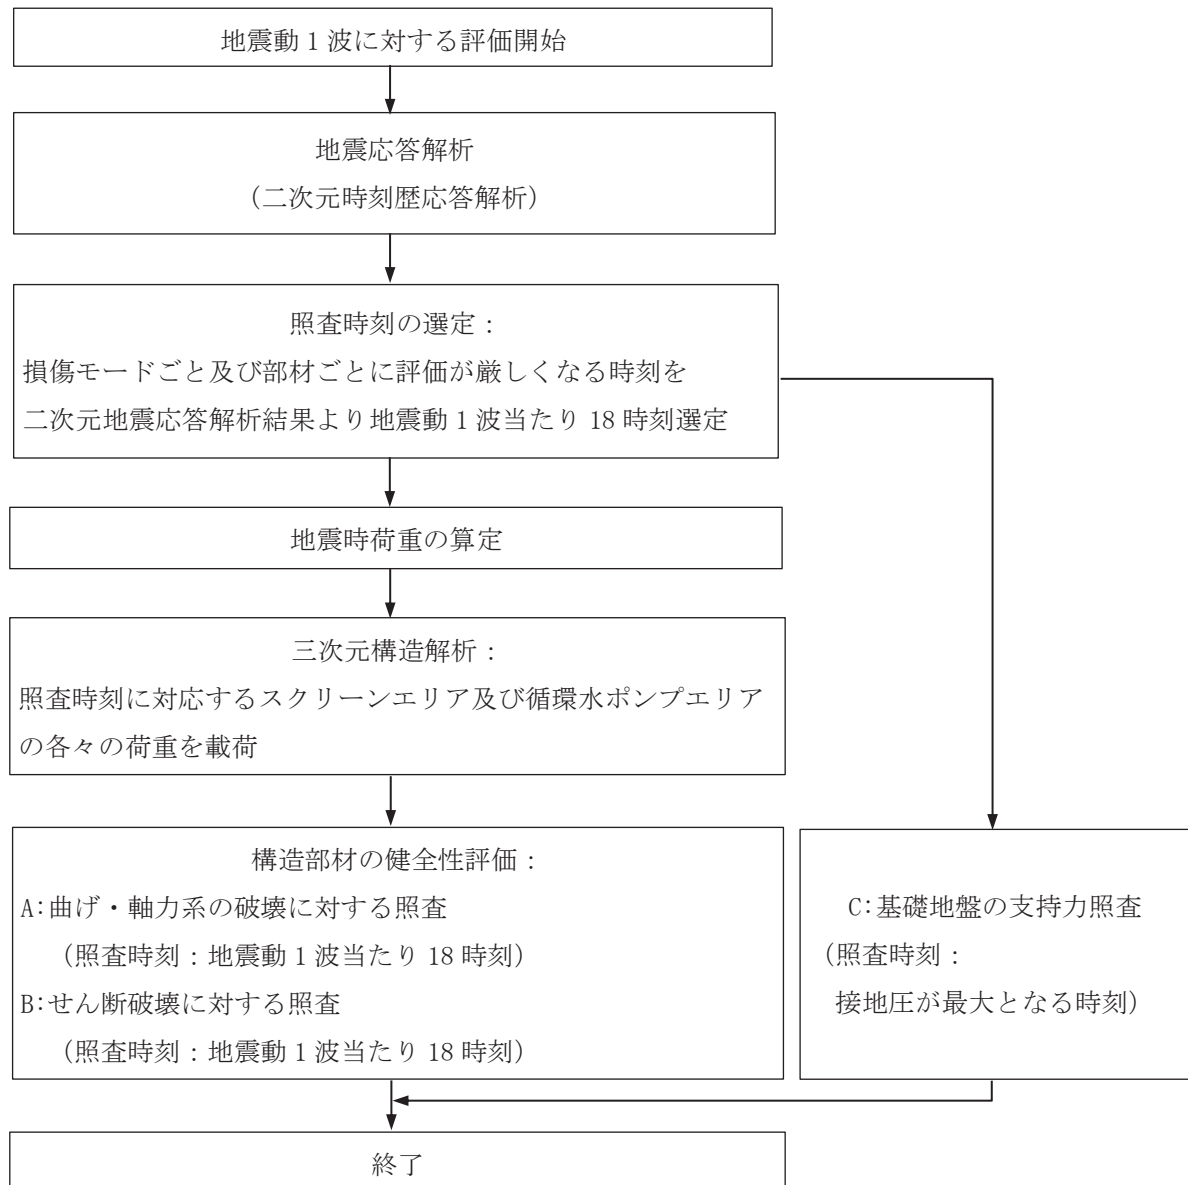 地震動 1 波に対する評価開始
地震応答解析
（二次元時刻歴応答解析）
照査時刻の選定：
損傷モードごと及び部材ごとに評価が厳しくなる時刻を
二次元地震応答解析結果より地震動 1 波当たり 18 時刻選定
地震時荷重の算定
三次元構造解析：
照査時刻に対応するスクリーンエリア及び循環水ポンプエリア
の各々の荷重を載荷
構造部材の健全性評価：
A:曲げ・軸力系の破壊に対する照査
（照査時刻：地震動 1 波当たり 18 時刻）
B:せん断破壊に対する照査
（照査時刻：地震動 1 波当たり 18 時刻）
C:基礎地盤の支持力照査
（照査時刻：
接地圧が最大となる時刻）
終了